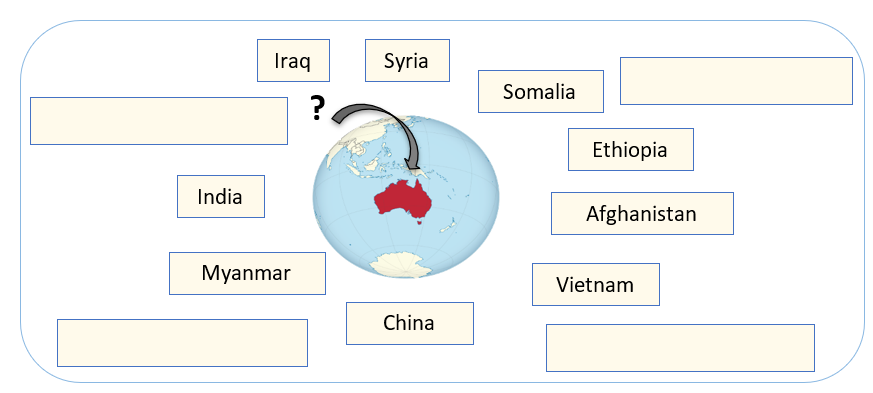 Iraq
Syria
Somalia
?
Ethiopia
India
Afghanistan
Myanmar
Vietnam
China